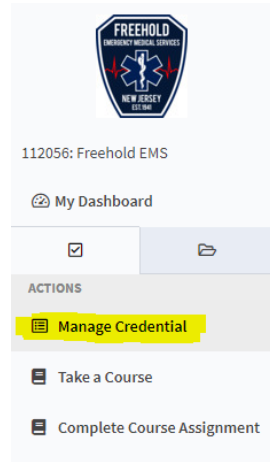 FREEHOLD
EMERGENCY MEDICAL SERVICES
NEW JERSEY
EST. 1941
112056: Freehold EMS
My Dashboard
ACTIONS
Manage Credential
Take a Course
Complete Course Assignment